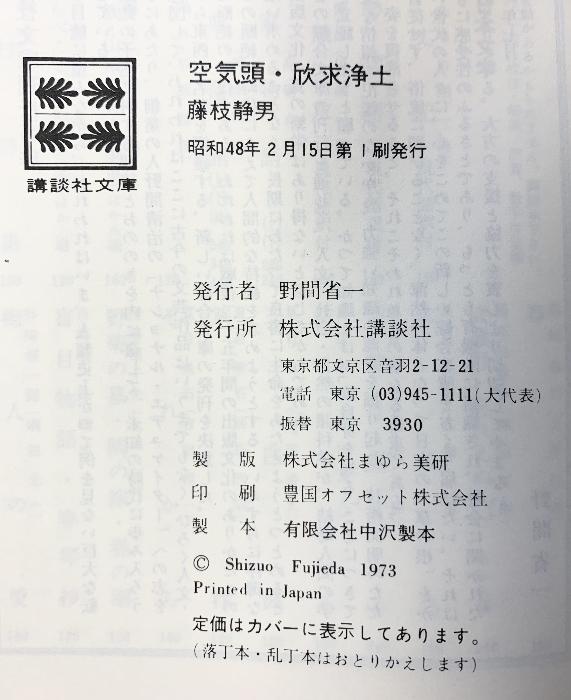 講談社文庫
空気頭・欣求浄土
藤枝静男
昭和48年2月15日第1刷発行
発行者 野間省一
発行所 株式会社講談社
東京都文京区音羽2-12-21
電話 東京(03)945-1111(大代表)
振替 東京 3930
製版 株式会社まゆら美研
印刷 豊国オフセット株式会社
製本 有限会社中沢製本
© Shizuo Fujieda 1973
Printed in Japan
定価はカバーに表示してあります。
(落丁本・乱丁本はおとりかえします)